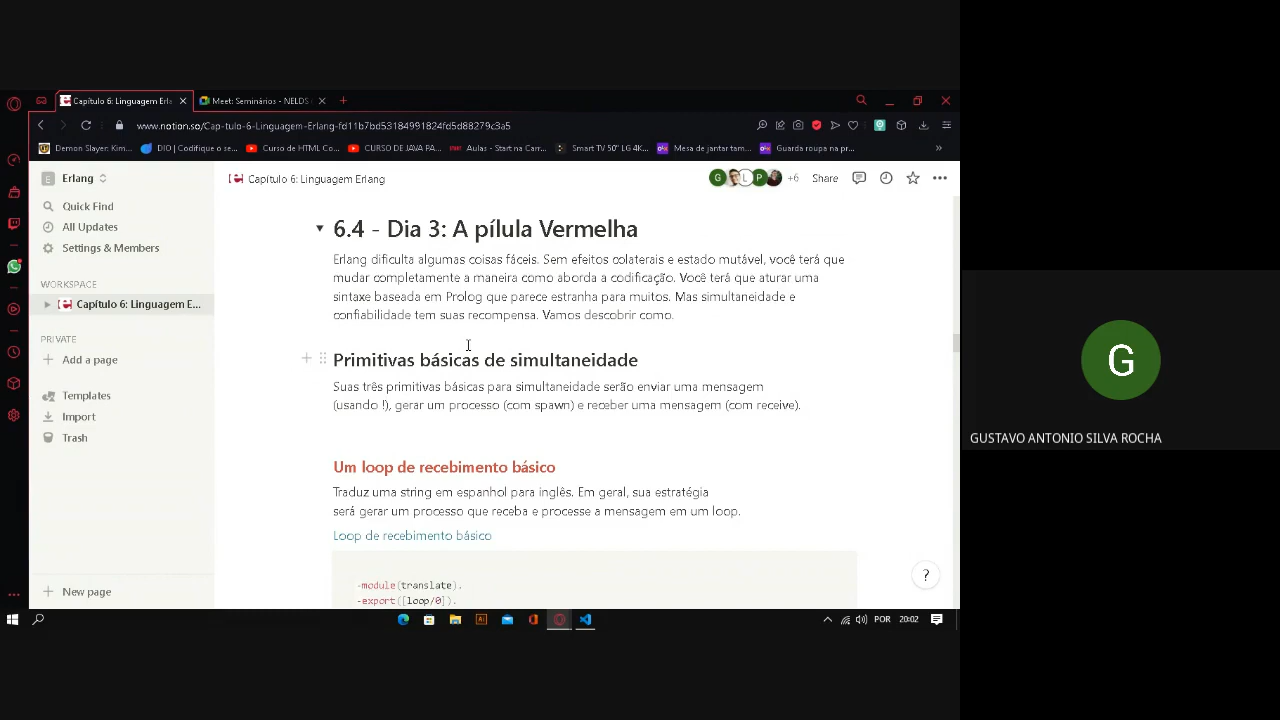 Capítulo 6: Linguagem Erla
Meet: Seminários - NELDS
www.notion.so/Cap-tulo-6-Linguagem-Erlang-fd11b7bd53184991824fd5d88279c3a5
Demon Slayer: Kim...
DIO | Codifique o se...
Curso de HTML Co...
CURSO DE JAVA PA...
Aulas - Start na Carr...
Smart TV 50" LG 4K...
Mesa de jantar tam...
Guarda roupa na pr...
»
E Erlang
Capítulo 6: Linguagem Erlang
G L P +6 Share
Quick Find
All Updates
Settings & Members
WORKSPACE
Capítulo 6: Linguagem E...
PRIVATE
Add a page
Templates
Import
Trash
New page
6.4 - Dia 3: A pílula Vermelha
Erlang dificulta algumas coisas fáceis. Sem efeitos colaterais e estado mutável, você terá que
mudar completamente a maneira como aborda a codificação. Você terá que aturar uma
sintaxe baseada em Prolog que parece estranha para muitos. Mas simultaneidade e
confiabilidade tem suas recompensa. Vamos descobrir como.
Primitivas básicas de simultaneidade
Suas três primitivas básicas para simultaneidade serão enviar uma mensagem
(usando !), gerar um processo (com spawn) e receber uma mensagem (com receive).
Um loop de recebimento básico
Traduz uma string em espanhol para inglês. Em geral, sua estratégia
será gerar um processo que receba e processe a mensagem em um loop.
Loop de recebimento básico
-module(translate).
-export([loop/0]).
?
POR 20:02
G
GUSTAVO ANTONIO SILVA ROCHA